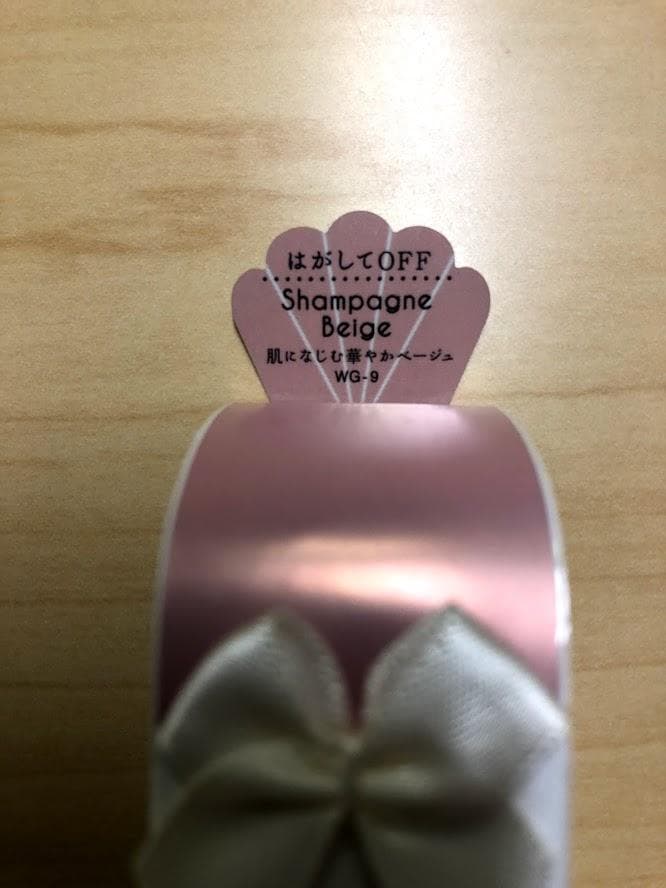 はがしてOFF
Shampagne
Beige
肌になじむ華やかベージュ
WG-9